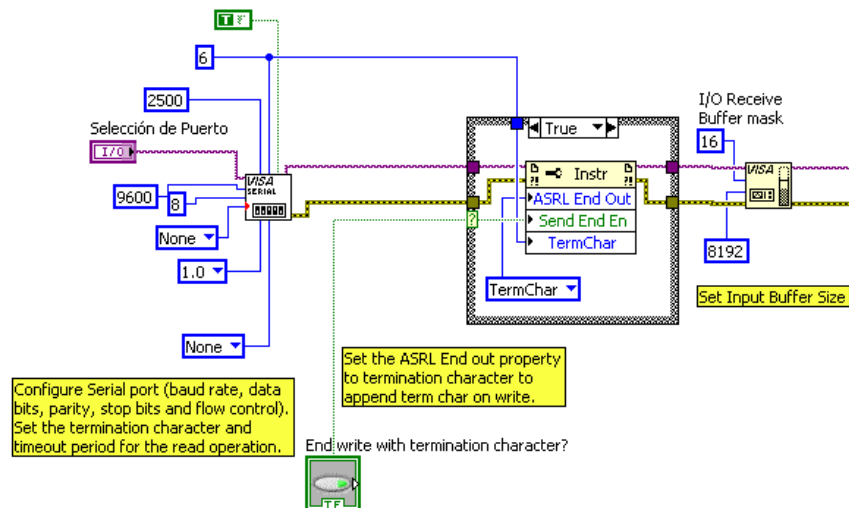 T F
6
2500
Selección de Puerto
I/O
9600
8
None
1.0
None
VISA
SERIAL
True
Instr
ASRL End Out
Send End En
TermChar
?
TermChar
I/O Receive
Buffer mask
16
VISA
8192
Set Input Buffer Size
Set the ASRL End out property
to termination character to
append term char on write.
Configure Serial port (baud rate, data
bits, parity, stop bits and flow control).
Set the termination character and
timeout period for the read operation.
End write with termination character?
TF